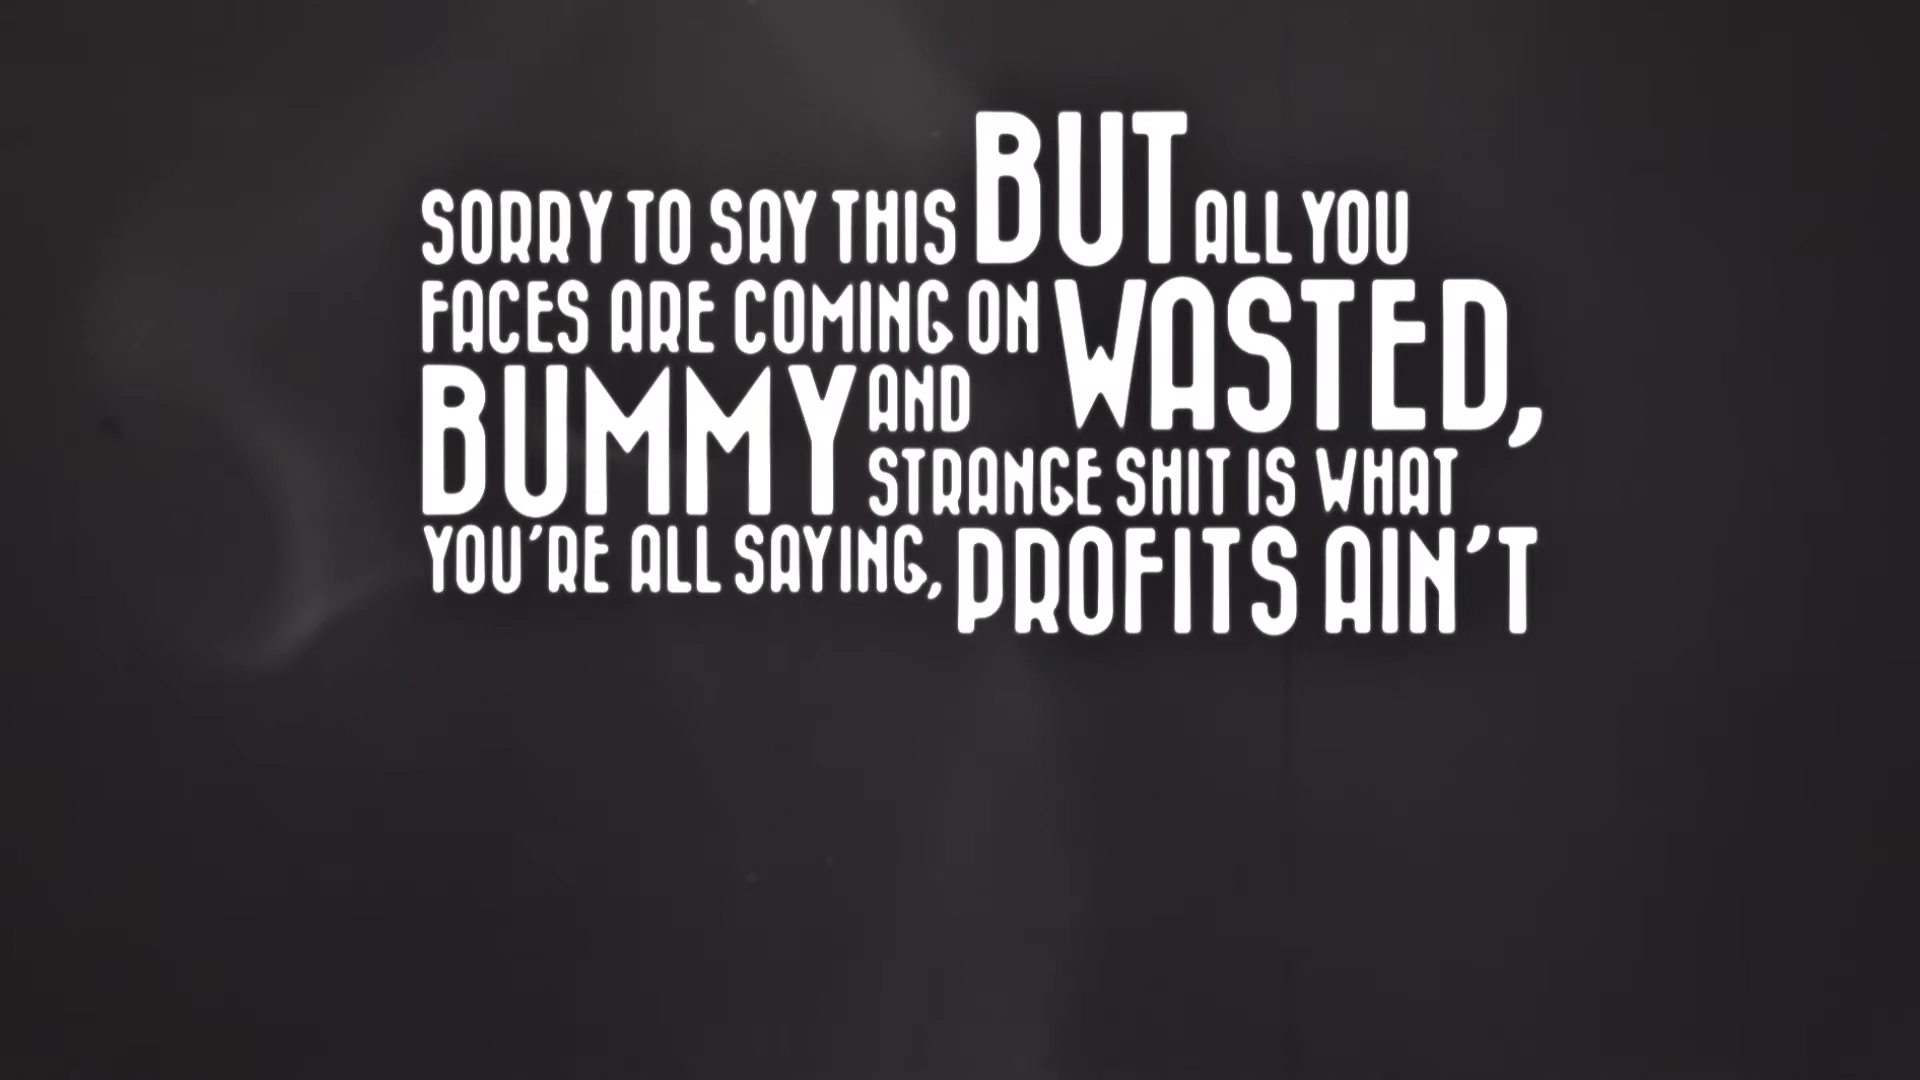 SORRY TO SAY THIS BUT ALL YOU
FACES ARE COMING ON WASTED,
BUMMY AND
STRANGE SHIT IS WHAT
YOU'RE ALL SAYING, PROFITS AIN'T